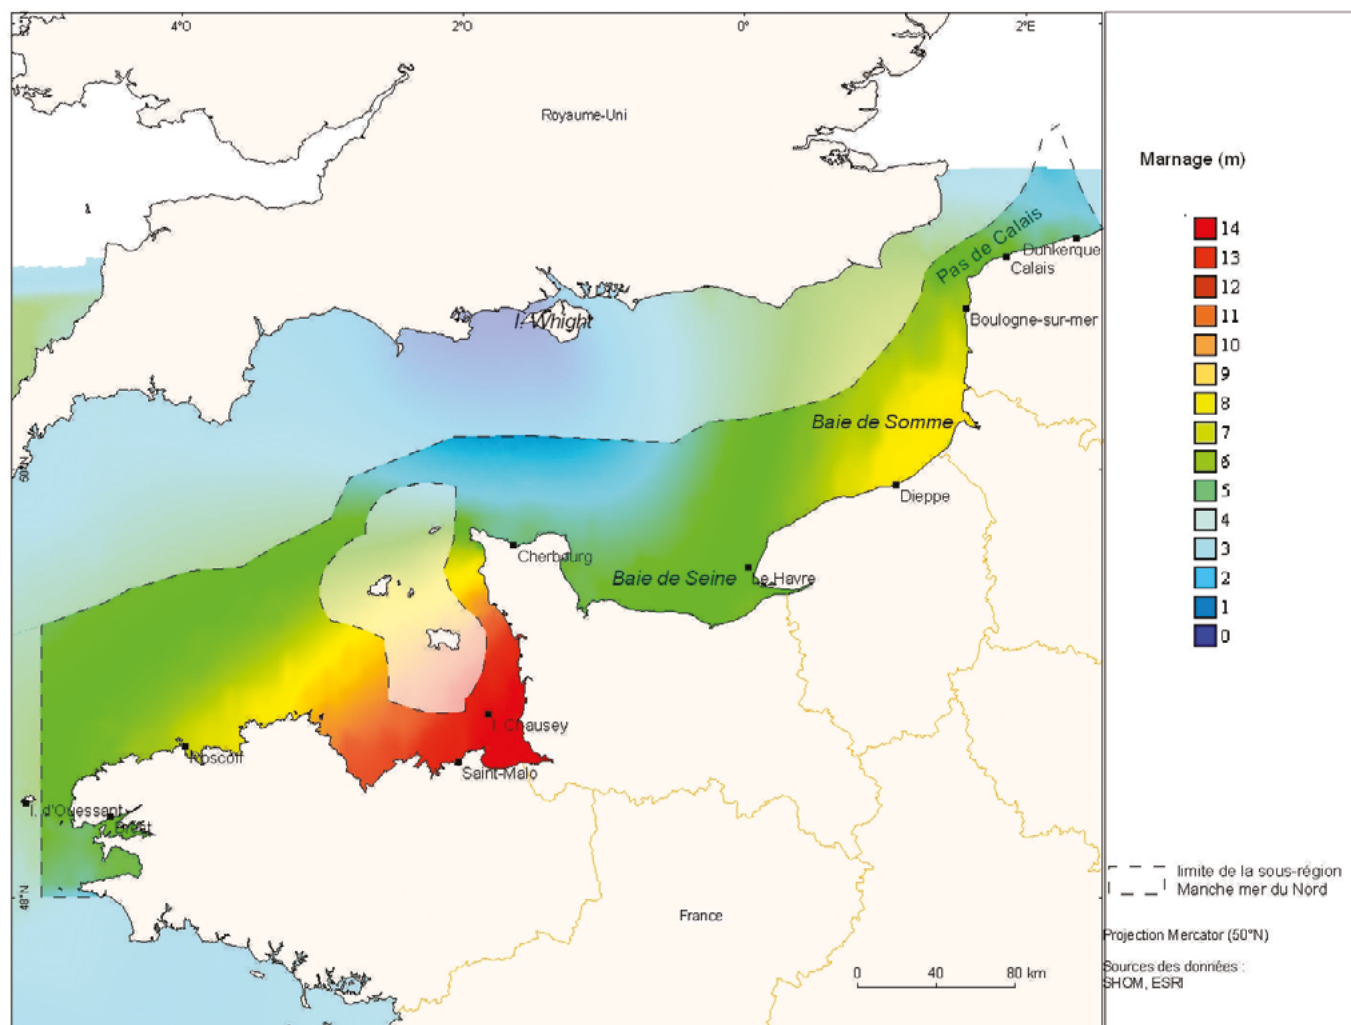 4°0'
2°0'
0°
2°E
Royaume-Uni
Marnage (m)
14
13
12
11
10
9
8
7
6
5
4
3
2
1
0
Pas de Calais
Dunkerque
Calais
I. Whight
Boulogne-sur-mer
Baie de Somme
50°N
Dieppe
Cherbourg
Baie de Seine
Le Havre
I. Chausey
Roscoff
Saint-Malo
I. d'Ouessant
Brest
48°N
France
limite de la sous-région
Manche mer du Nord
Projection Mercator (50°N)
0 40 80 km
Sources des données :
SHOM, ESRI